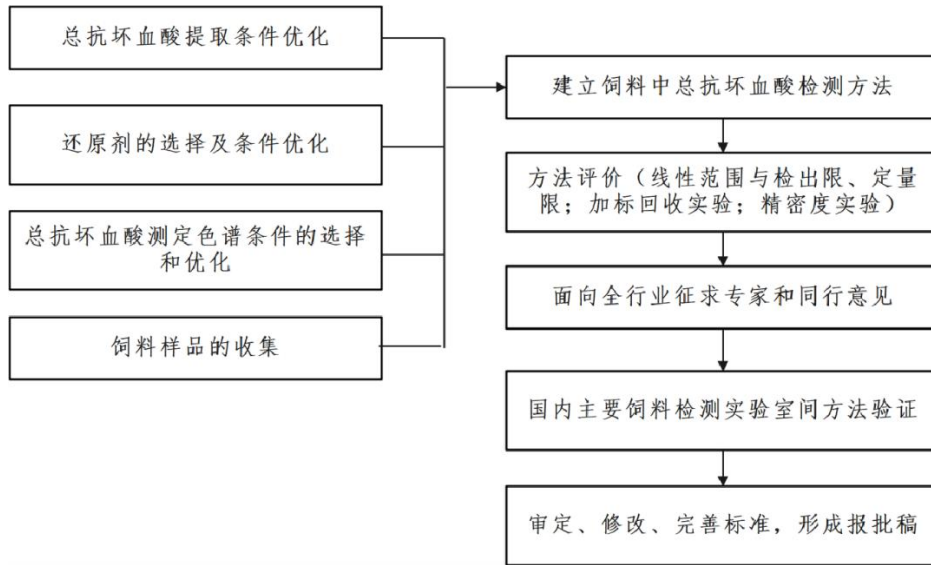 总抗坏血酸提取条件优化
还原剂的选择及条件优化
总抗坏血酸测定色谱条件的选择
和优化
饲料样品的收集
建立饲料中总抗坏血酸检测方法
方法评价（线性范围与检出限、定量
限；加标回收实验；精密度实验）
面向全行业征求专家和同行意见
国内主要饲料检测实验室间方法验证
审定、修改、完善标准，形成报批稿